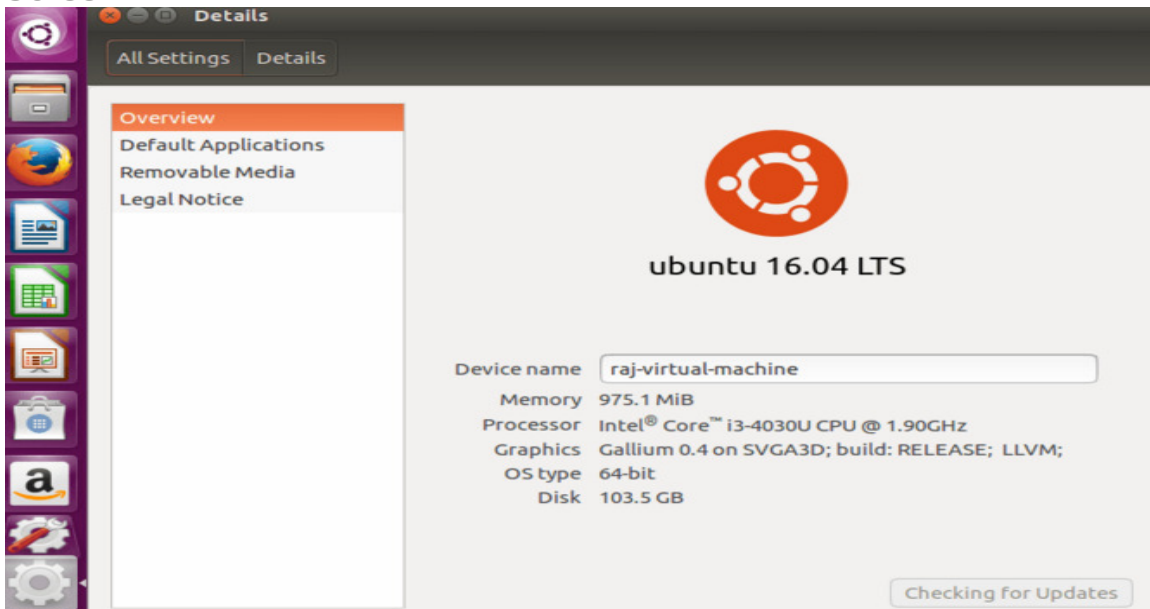 Details
All Settings Details
Overview
Default Applications
Removable Media
Legal Notice
ubuntu 16.04 LTS
Device name raj-virtual-machine
Memory 975.1 MiB
Processor Intel® Core™ i3-4030U CPU @ 1.90GHz
Graphics Gallium 0.4 on SVGA3D; build: RELEASE; LLVM;
OS type 64-bit
Disk 103.5 GB
Checking for Updates
a